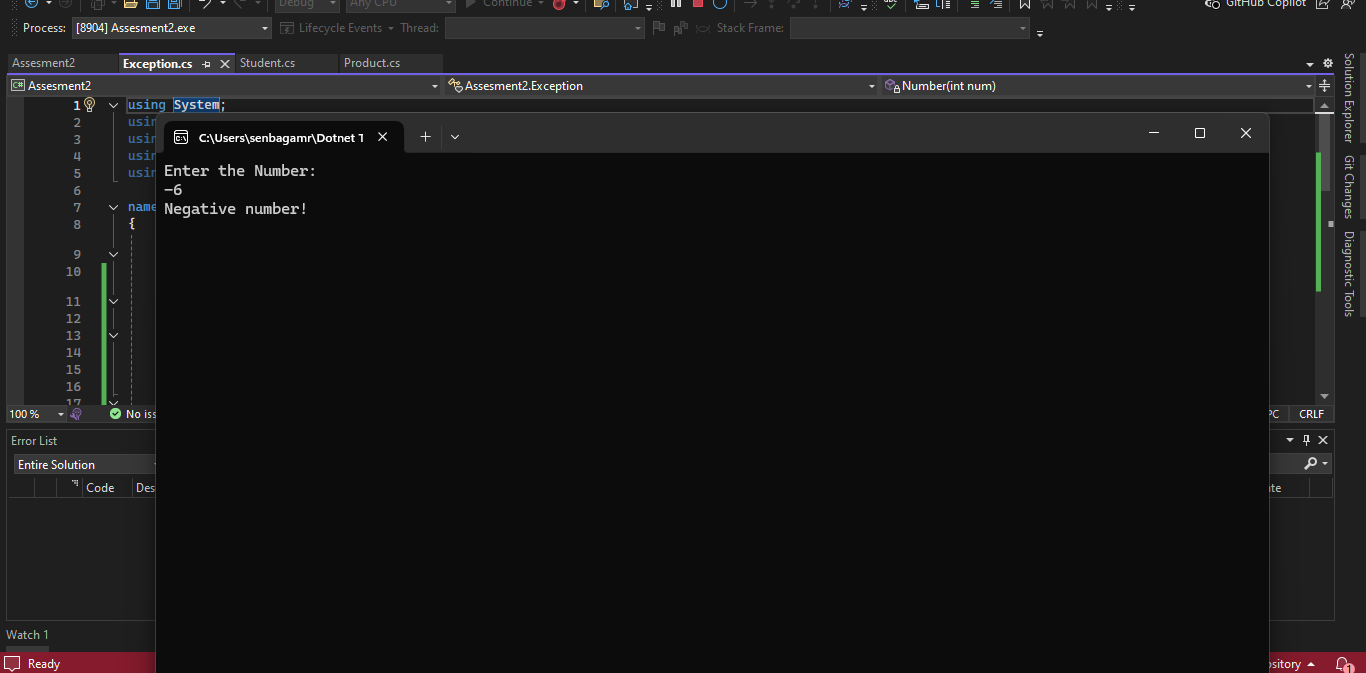 Debug Any CPU Continue GitHub Copilot
Process: [8904] Assesment2.exe Lifecycle Events Thread: Stack Frame:
Assesment2 Exception.cs Student.cs Product.cs
C# Assesment2 Assesment2.Exception Number(int num)
1 using System;
2 usin
3 usin
4 usin
5 usin
6
7 name
8 {
9
10
11
12
13
14
15
16
17
C:\Users\senbagamr\Dotnet T
Enter the Number:
-6
Negative number!
Solution Explorer
Git Changes
Diagnostic Tools
100 % No iss PC CRLF
Error List
Entire Solution
Code Des te
Watch 1
Ready pository 1